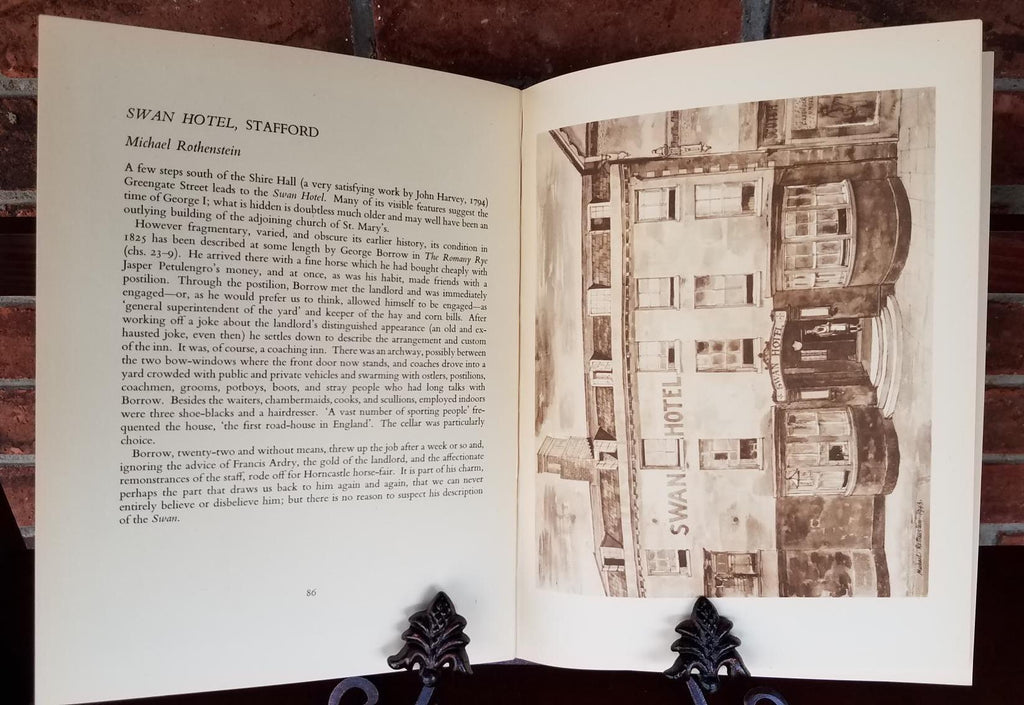 SWAN HOTEL, STAFFORD
Michael Rothenstein
A few steps south of the Shire Hall (a very satisfying work by John Harvey, 1794)
Greengate Street leads to the Swan Hotel. Many of its visible features suggest the
time of George I; what is hidden is doubtless much older and may well have been an
outlying building of the adjoining church of St. Mary's.
However fragmentary, varied, and obscure its earlier history, its condition in
1825 has been described at some length by George Borrow in The Romany Rye
(chs. 23–9). He arrived there with a fine horse which he had bought cheaply with
Jasper Petulengro's money, and at once, as was his habit, made friends with a
postilion. Through the postilion, Borrow met the landlord and was immediately
engaged—or, as he would prefer us to think, allowed himself to be engaged—as
'general superintendent of the yard' and keeper of the hay and corn bills. After
working off a joke about the landlord's distinguished appearance (an old and ex-
hausted joke, even then) he settles down to describe the arrangement and custom
of the inn. It was, of course, a coaching inn. There was an archway, possibly between
the two bow-windows where the front door now stands, and coaches drove into a
yard crowded with public and private vehicles and swarming with ostlers, postilions,
coachmen, grooms, potboys, boots, and stray people who had long talks with
Borrow. Besides the waiters, chambermaids, cooks, and scullions, employed indoors
were three shoe-blacks and a hairdresser. 'A vast number of sporting people' fre-
quented the house, 'the first road-house in England'. The cellar was particularly
choice.
Borrow, twenty-two and without means, threw up the job after a week or so and,
ignoring the advice of Francis Ardry, the gold of the landlord, and the affectionate
remonstrances of the staff, rode off for Horncastle horse-fair. It is part of his charm,
perhaps the part that draws us back to him again and again, that we can never
entirely believe or disbelieve him; but there is no reason to suspect his description
of the Swan.
86
SWAN HOTEL
SWAN HOTEL
Michael Rothenstein